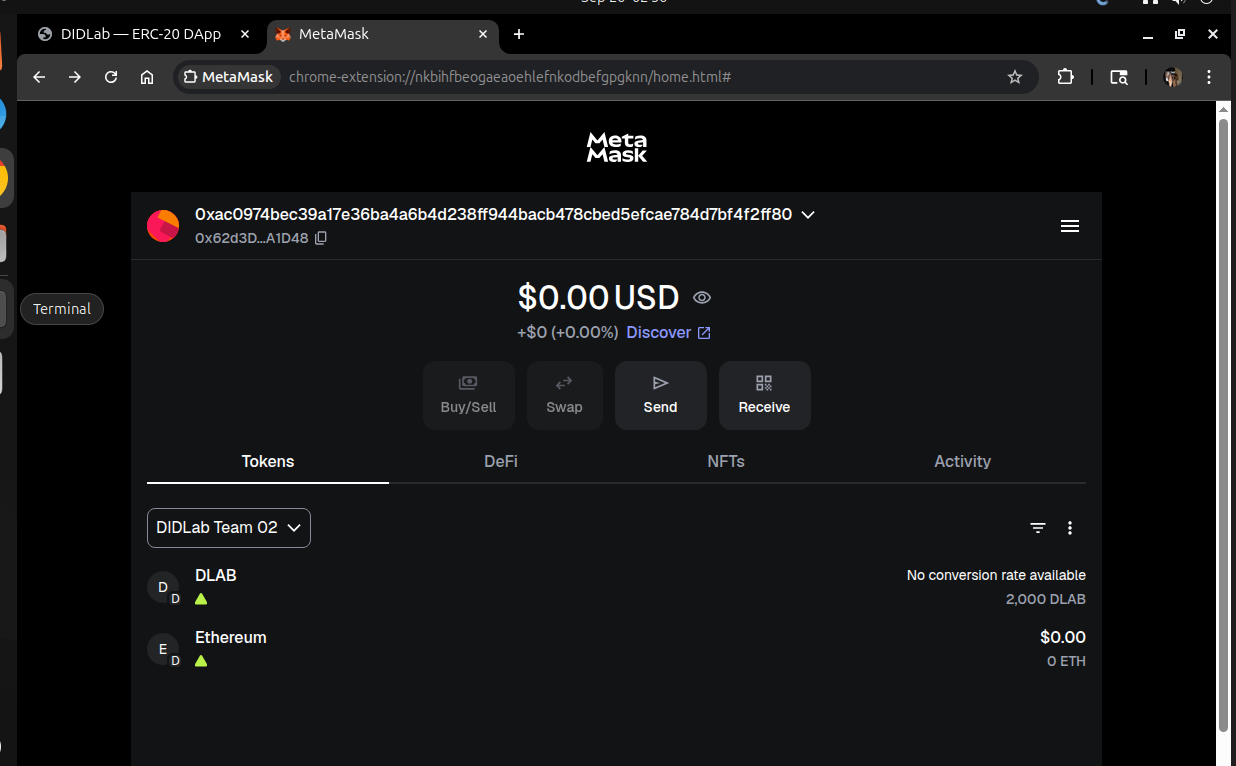 DIDLab — ERC-20 DApp
MetaMask
MetaMask
chrome-extension://nkbihfbeogaeaoehlefnkodbefgpgknn/home.html#
Meta
Mask
0xac0974bec39a17e36ba4a6b4d238ff944bacb478cbed5efcae784d7bf4f2ff80
0x62d3D...A1D48
$0.00 USD
Terminal
+$0 (+0.00%) Discover
Buy/Sell
Swap
Send
Receive
Tokens
DeFi
NFTs
Activity
DIDLab Team 02
D
D
DLAB
No conversion rate available
2,000 DLAB
E
D
Ethereum
$0.00
0 ETH